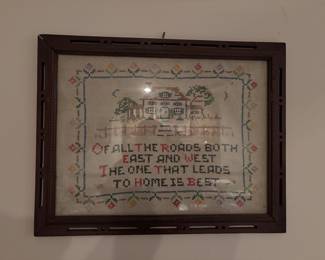 OF ALL THE ROADS BOTH
EAST AND WEST
THE ONE THAT LEADS
TO HOME IS BEST